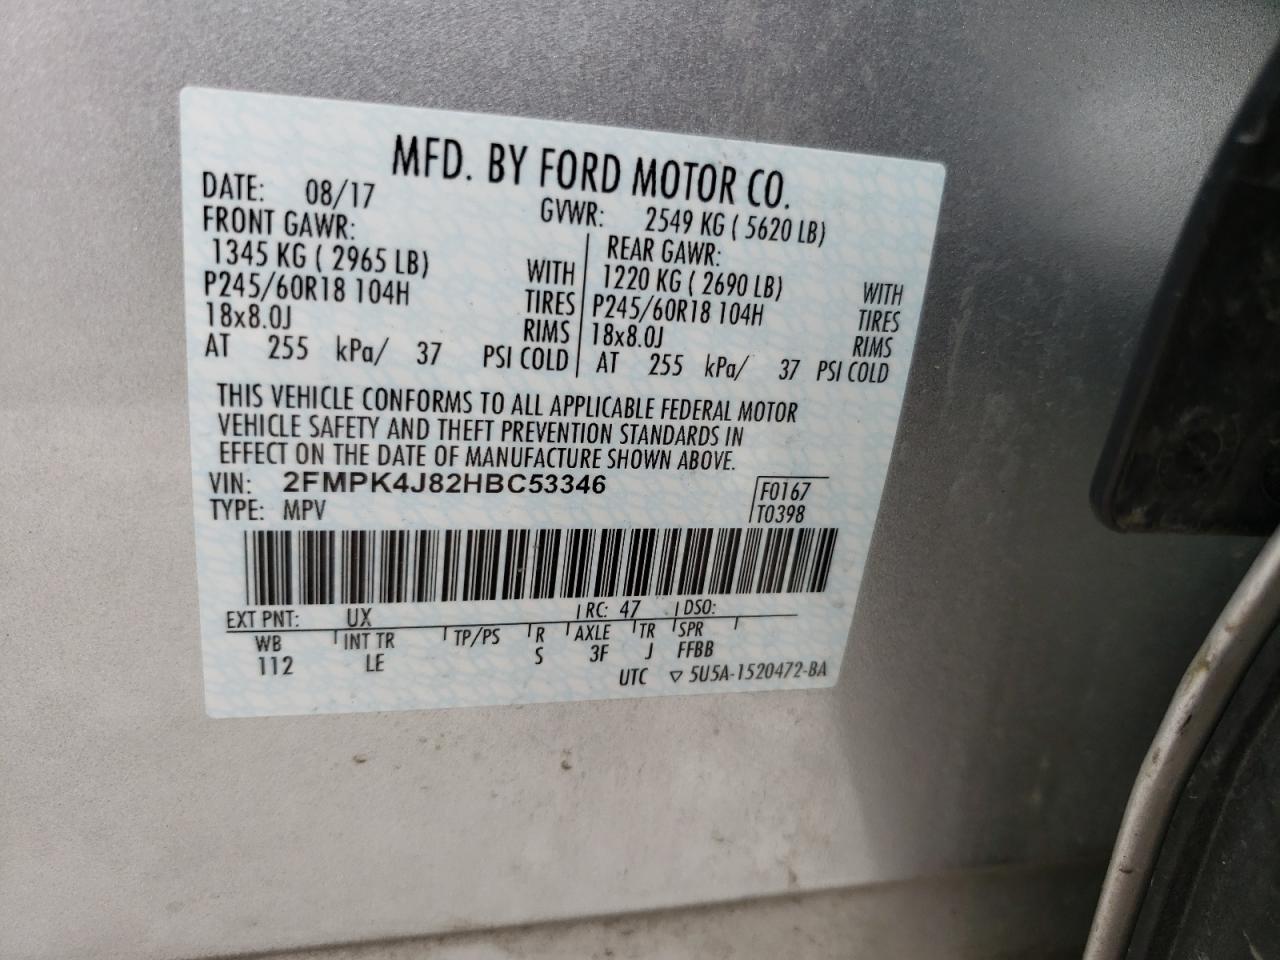 MFD. BY FORD MOTOR CO.
DATE: 08/17 GVWR: 2549 KG ( 5620 LB)
FRONT GAWR: REAR GAWR:
1345 KG ( 2965 LB) WITH 1220 KG ( 2690 LB) WITH
P245/60R18 104H TIRES P245/60R18 104H TIRES
18x8.0J RIMS 18x8.0J RIMS
AT 255 kPa/ 37 PSI COLD AT 255 kPa/ 37 PSI COLD
THIS VEHICLE CONFORMS TO ALL APPLICABLE FEDERAL MOTOR
VEHICLE SAFETY AND THEFT PREVENTION STANDARDS IN
EFFECT ON THE DATE OF MANUFACTURE SHOWN ABOVE.
VIN: 2FMPK4J82HBC53346 F0167
TYPE: MPV T0398
EXT PNT: UX RC: 47 DSO:
WB INT TR TP/PS R AXLE TR SPR
112 LE S 3F J FFBB
UTC ▽ 5U5A-1520472-BA